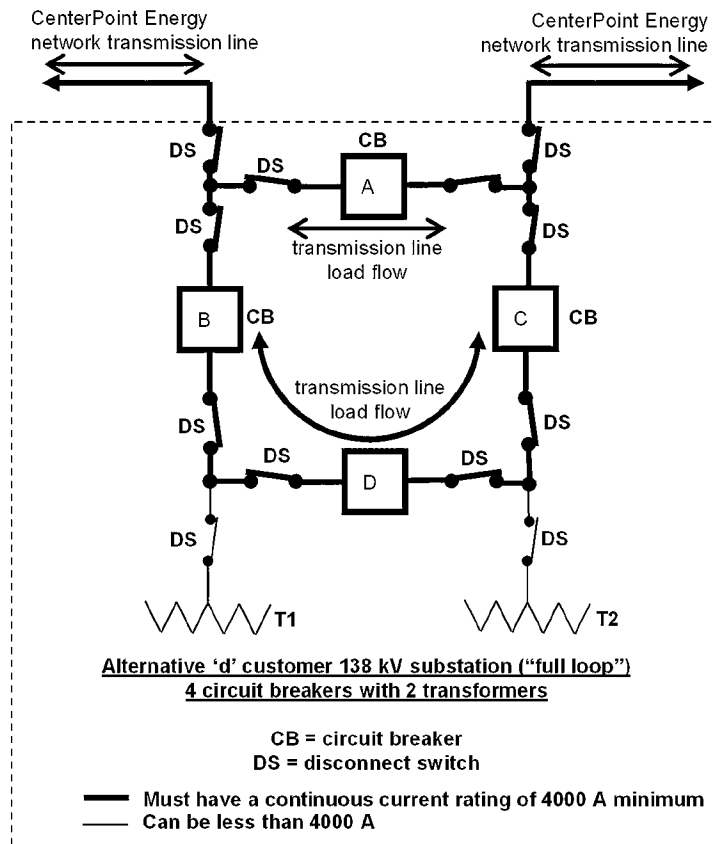 CenterPoint Energy
network transmission line
CenterPoint Energy
network transmission line
DS
DS
CB
A
DS
DS
transmission line
load flow
DS
B
CB
C
CB
transmission line
load flow
DS
DS
DS
D
DS
DS
DS
T1
T2
Alternative ‘d’ customer 138 kV substation (“full loop”)
4 circuit breakers with 2 transformers
CB = circuit breaker
DS = disconnect switch
Must have a continuous current rating of 4000 A minimum
Can be less than 4000 A